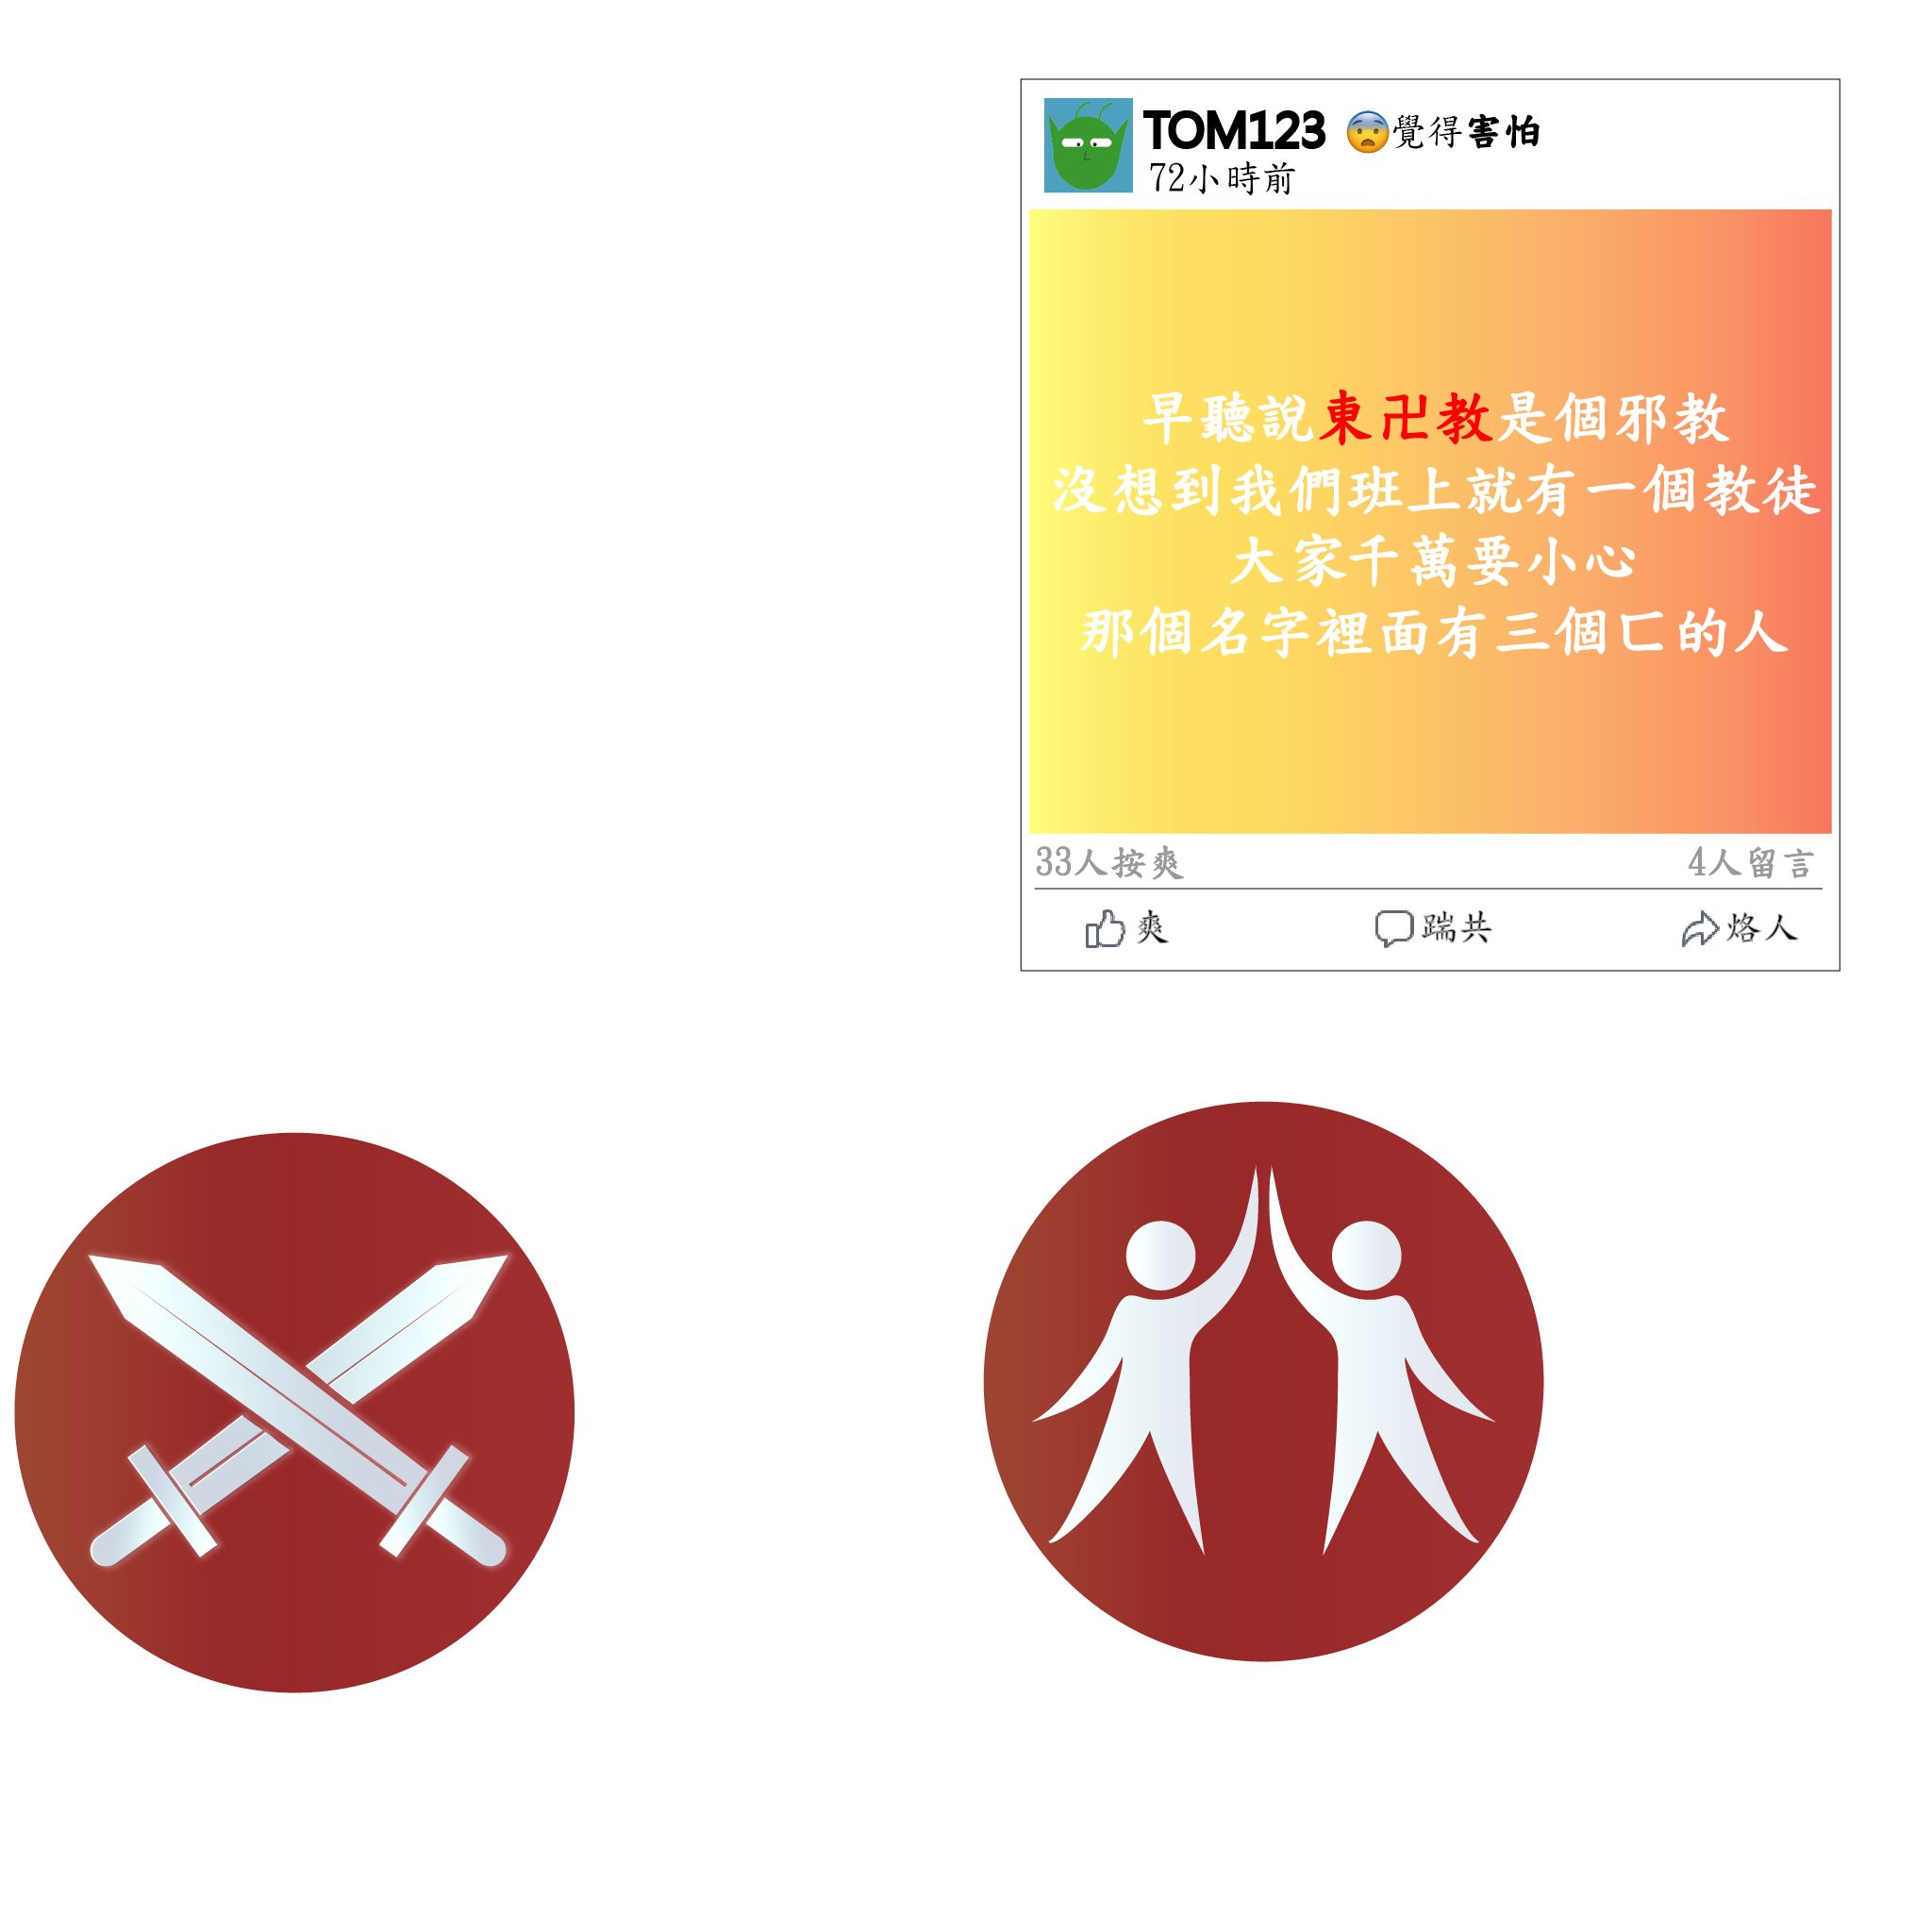 TOM123 😨覺得害怕
72小時前
早聽說東卍教是個邪教
沒想到我們班上就有一個教徒
大家千萬要小心
那個名字裡面有三個匸的人
33人按爽 4人留言
爽 踹共 烙人